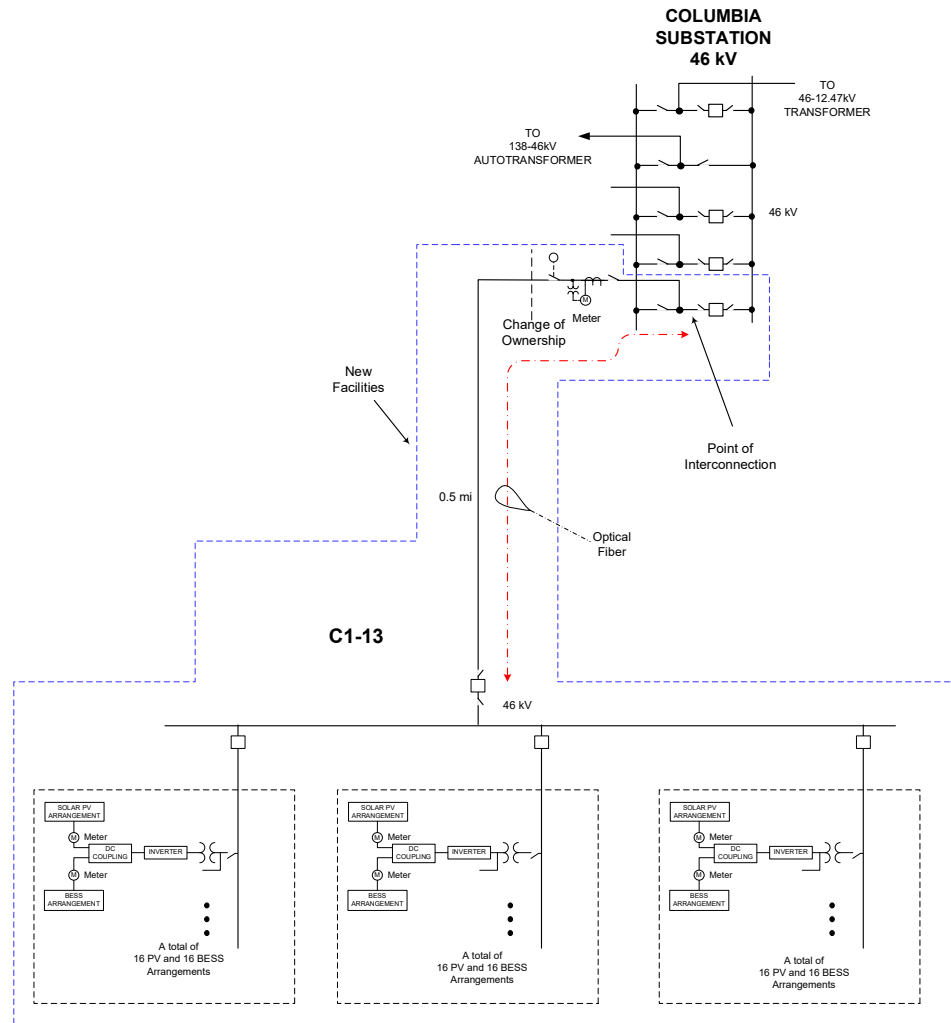 COLUMBIA
SUBSTATION
46 kV
TO
46-12.47kV
TRANSFORMER
TO
138-46kV
AUTOTRANSFORMER
46 kV
M
Meter
Change of
Ownership
New
Facilities
Point of
Interconnection
0.5 mi
Optical
Fiber
C1-13
46 kV
SOLAR PV
ARRANGEMENT
M Meter
DC
COUPLING
INVERTER
M Meter
BESS
ARRANGEMENT
A total of
16 PV and 16 BESS
Arrangements
SOLAR PV
ARRANGEMENT
M Meter
DC
COUPLING
INVERTER
M Meter
BESS
ARRANGEMENT
A total of
16 PV and 16 BESS
Arrangements
SOLAR PV
ARRANGEMENT
M Meter
DC
COUPLING
INVERTER
M Meter
BESS
ARRANGEMENT
A total of
16 PV and 16 BESS
Arrangements